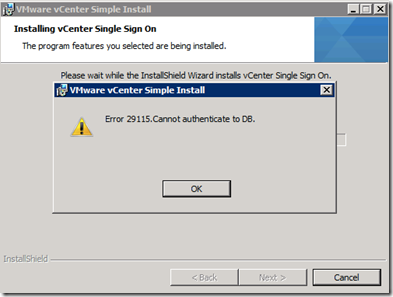 VMware vCenter Simple Install
Installing vCenter Single Sign On
The program features you selected are being installed.
Please wait while the InstallShield Wizard installs vCenter Single Sign On.
VMware vCenter Simple Install
Error 29115.Cannot authenticate to DB.
OK
InstallShield
< Back
Next >
Cancel